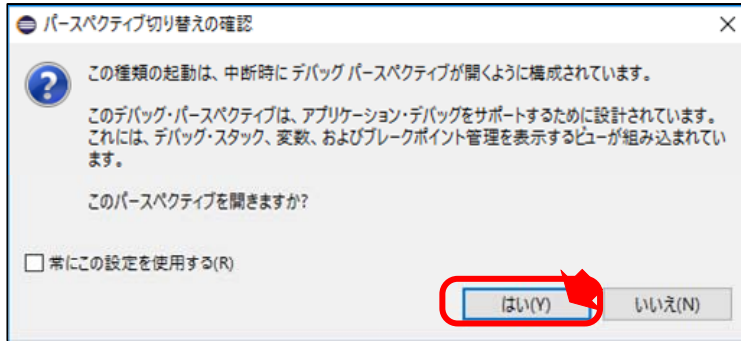 パースペクティブ切り替えの確認
この種類の起動は、中断時に デバッグ パースペクティブが開くように構成されています。
このデバッグ・パースペクティブは、アプリケーション・デバッグをサポートするために設計されています。
これには、デバッグ・スタック、変数、およびブレークポイント管理を表示するビューが組み込まれてい
ます。
このパースペクティブを開きますか?
常にこの設定を使用する(R)
はい(Y)
いいえ(N)